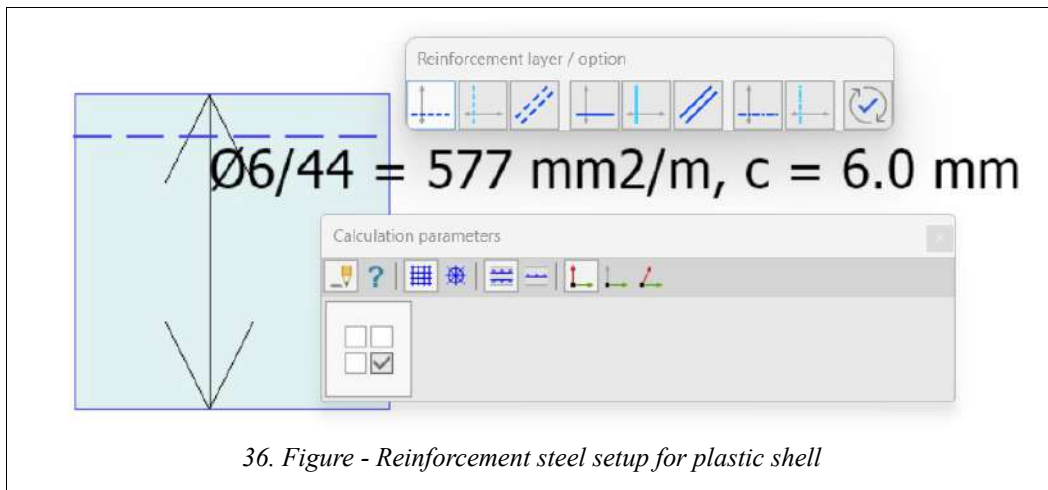 Reinforcement layer / option
Ø6/44 = 577 mm2/m, c = 6.0 mm
Calculation parameters
?
36. Figure - Reinforcement steel setup for plastic shell